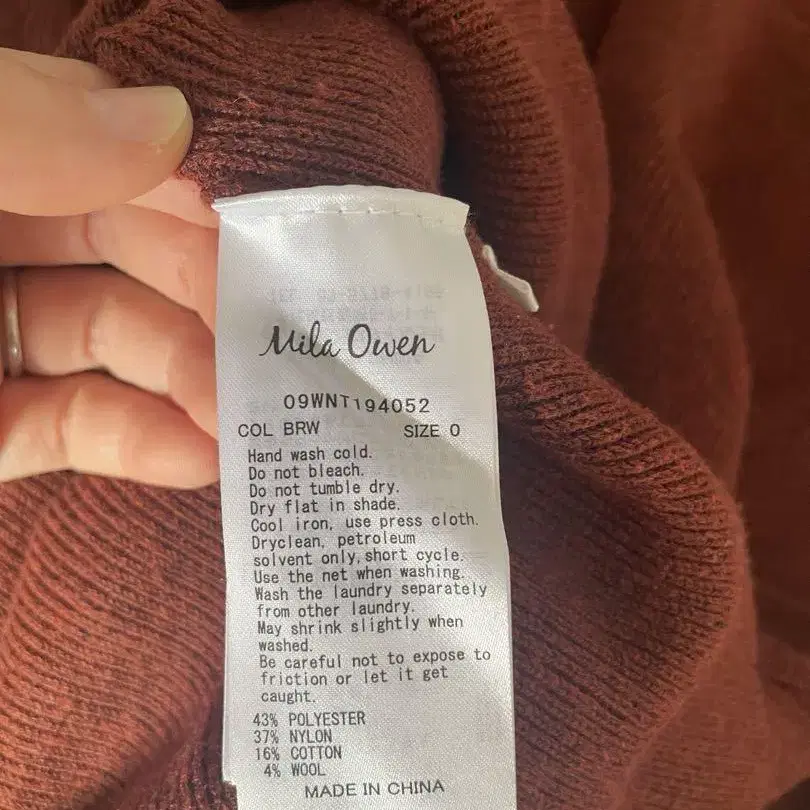 Mila Owen
09WNT194052
COL BRW SIZE 0
Hand wash cold.
Do not bleach.
Do not tumble dry.
Dry flat in shade.
Cool iron, use press cloth.
Dryclean, petroleum
solvent only, short cycle.
Use the net when washing.
Wash the laundry separately
from other laundry.
May shrink slightly when
washed.
Be careful not to expose to
friction or let it get
caught.
43% POLYESTER
37% NYLON
16% COTTON
4% WOOL
MADE IN CHINA